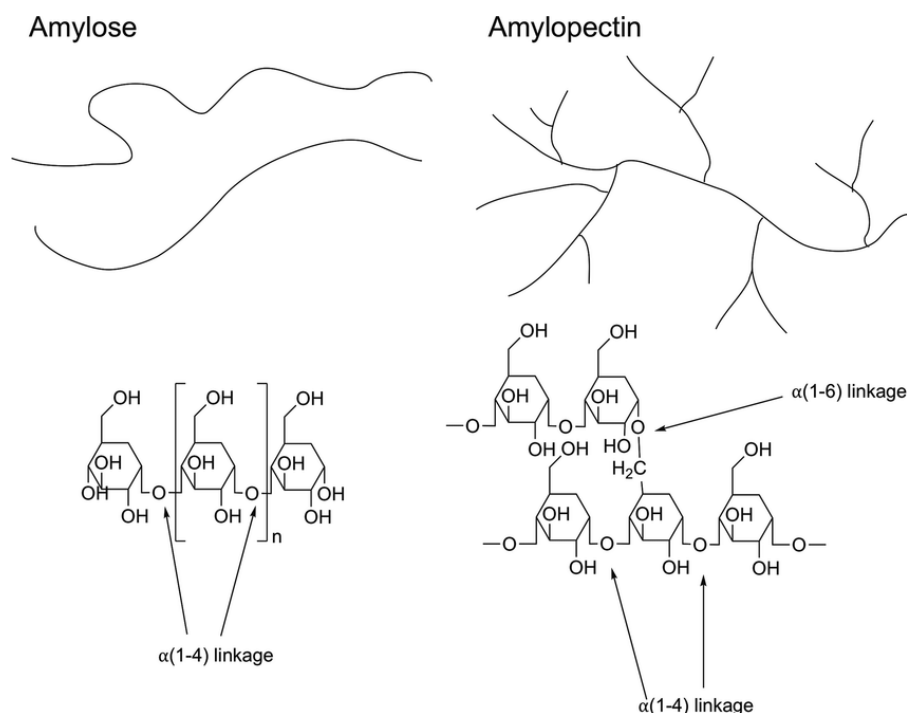 Amylose
Amylopectin
OH OH OH
OH OH OH
OH O O OH
OH OH OH
n
α(1-4) linkage
OH OH
α(1-6) linkage
OH OH
O O O
OH OH HO
H₂C OH
OH OH OH
O O O O
OH OH OH
α(1-4) linkage